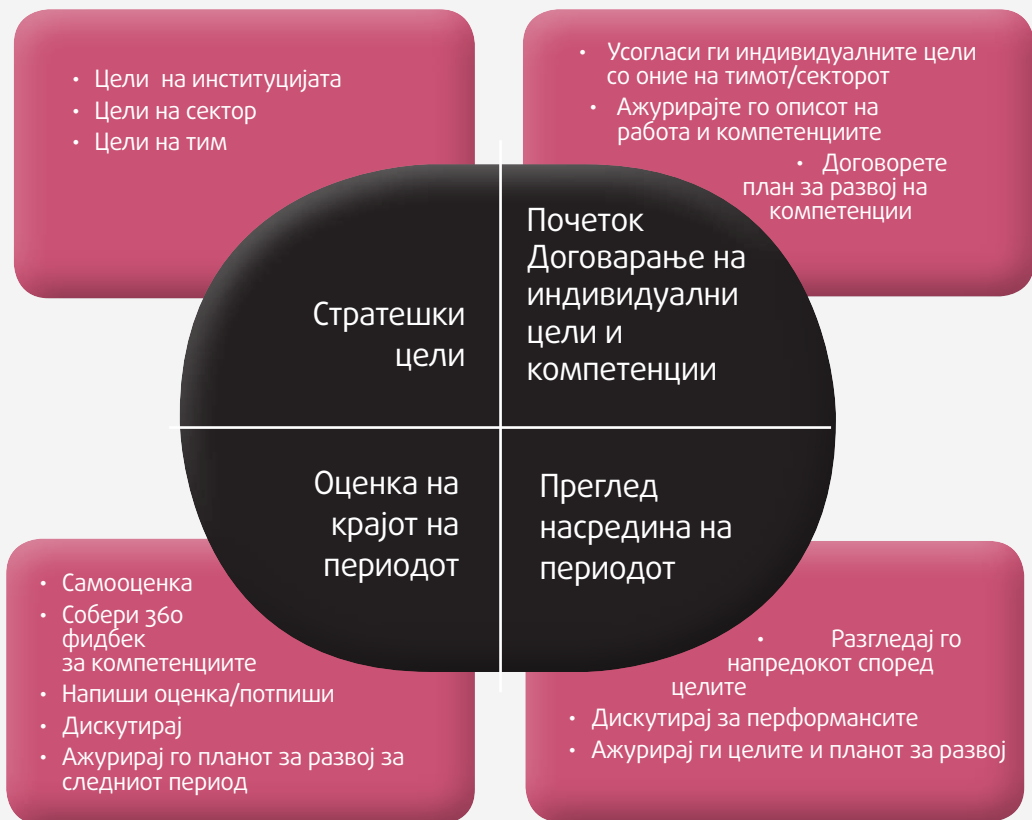 • Цели на институцијата
• Цели на сектор
• Цели на тим
• Усогласи ги индивидуалните цели
со оние на тимот/секторот
• Ажурирајте го описот на
работа и компетенциите
• Договорете
план за развој на
компетенции
Стратешки
цели
Почеток
Договарање на
индивидуални
цели и
компетенции
Оценка на
крајот на
периодот
Преглед
насредина на
периодот
• Самооценка
• Собери 360
фидбек
за компетенциите
• Напиши оценка/потпиши
• Дискутирај
• Ажурирај го планот за развој за
следниот период
• Разгледај го
напредокот според
целите
• Дискутирај за перформансите
• Ажурирај ги целите и планот за развој